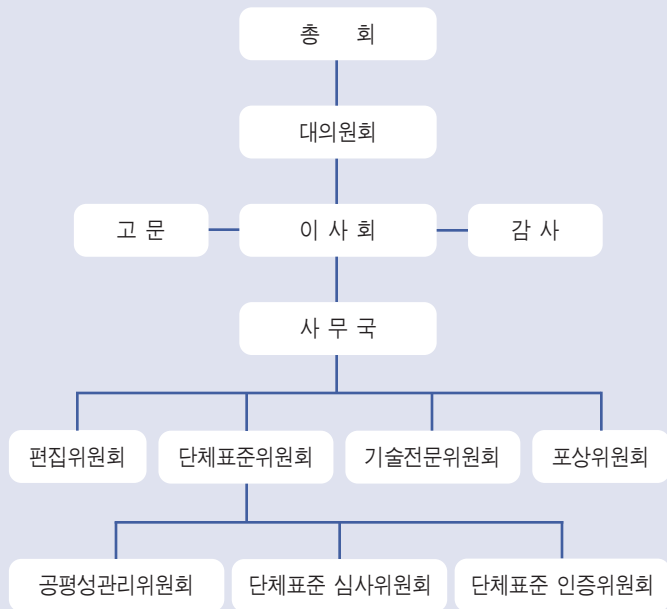 총 회
대의원회
고 문
이 사 회
감 사
사 무 국
편집위원회
단체표준위원회
기술전문위원회
포상위원회
공평성관리위원회
단체표준 심사위원회
단체표준 인증위원회